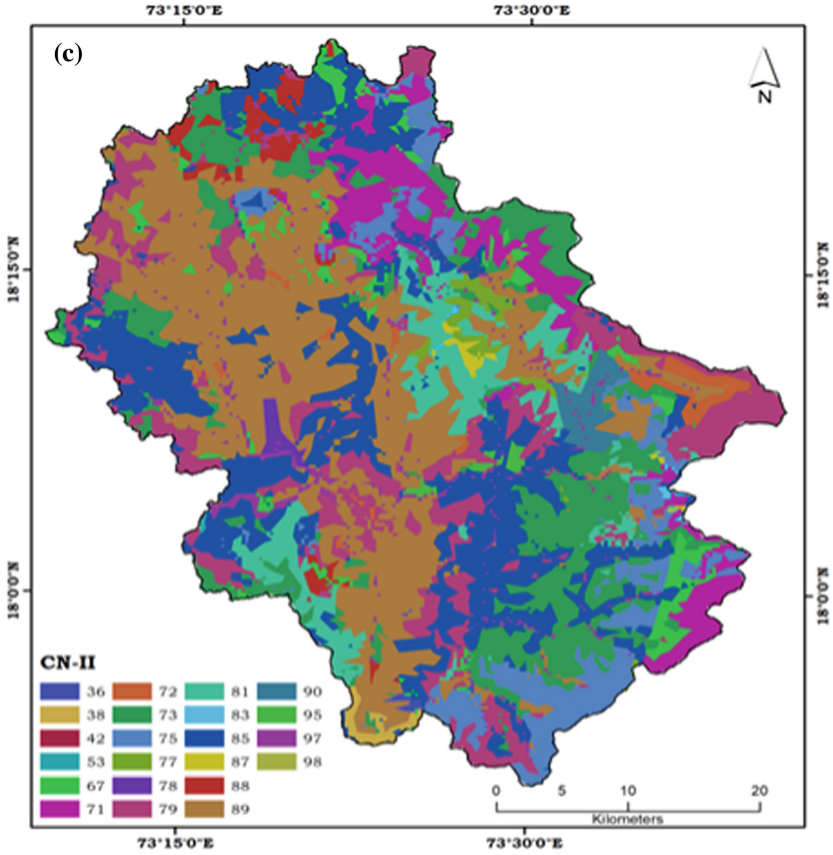 73°15'0"E 73°30'0"E
(c)
N
18°15'0"N 18°15'0"N
18°0'0"N 18°0'0"N
CN-II
36 72 81 90
38 73 83 95
42 75 85 97
53 77 87 98
67 78 88
71 79 89
0 5 10 20
Kilometers
73°15'0"E 73°30'0"E